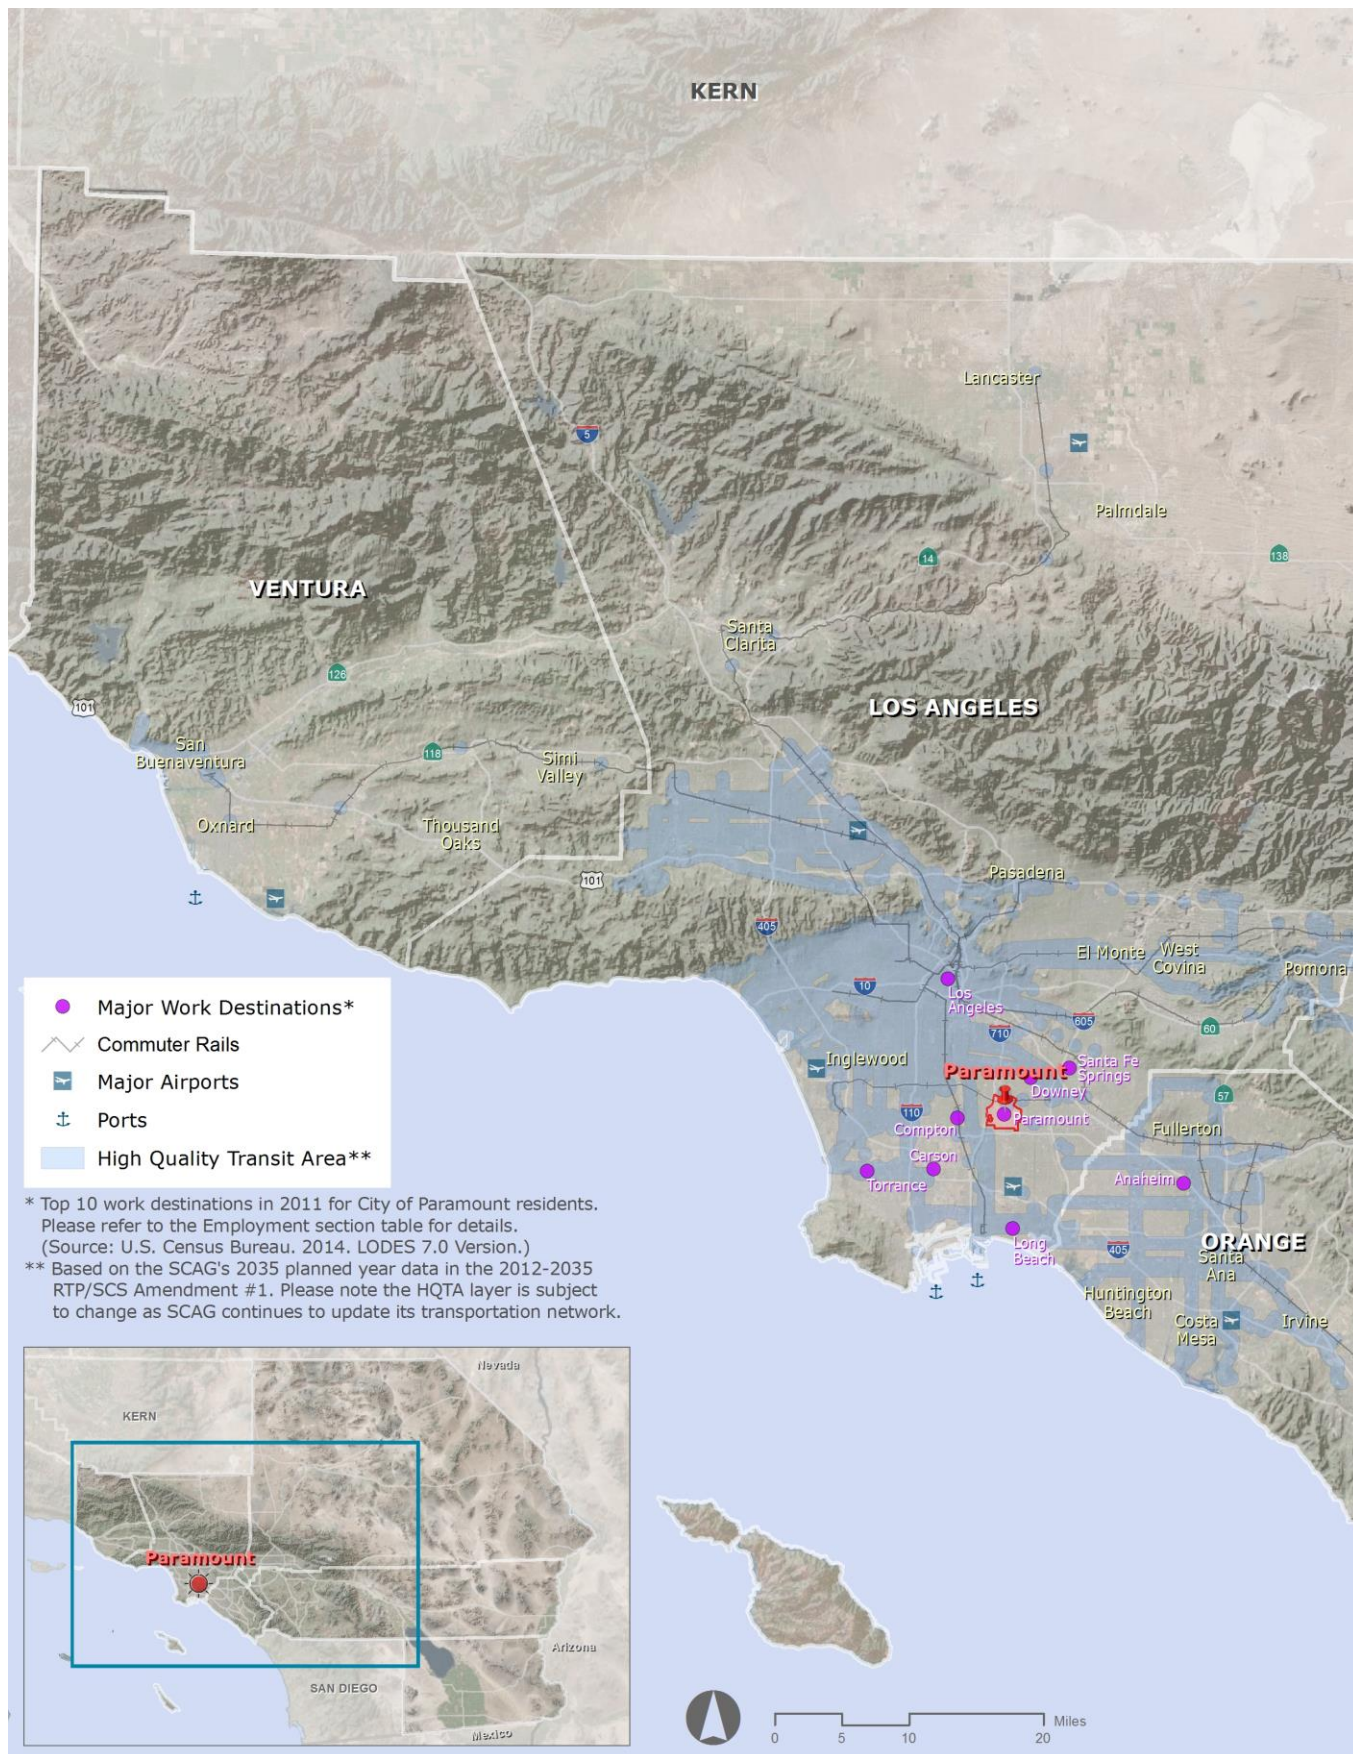 KERN
Lancaster
5
Palmdale
14
138
VENTURA
Santa
Clarita
126
101
LOS ANGELES
San
Buenaventura
118
Simi
Valley
Oxnard
Thousand
Oaks
101
Pasadena
405
El Monte
West
Covina
Pomona
10
Los
Angeles
710
605
60
Inglewood
Paramount
Santa Fe
Springs
Downey
57
110
Compton
Paramount
Fullerton
Carson
Torrance
Anaheim
Long
Beach
405
ORANGE
Santa
Ana
Huntington
Beach
Costa
Mesa
Irvine
Major Work Destinations*
Commuter Rails
Major Airports
Ports
High Quality Transit Area**
* Top 10 work destinations in 2011 for City of Paramount residents.
Please refer to the Employment section table for details.
(Source: U.S. Census Bureau. 2014. LODES 7.0 Version.)
** Based on the SCAG's 2035 planned year data in the 2012-2035
RTP/SCS Amendment #1. Please note the HQTA layer is subject
to change as SCAG continues to update its transportation network.
Nevada
KERN
Paramount
Arizona
SAN DIEGO
Mexico
Miles
0 5 10 20